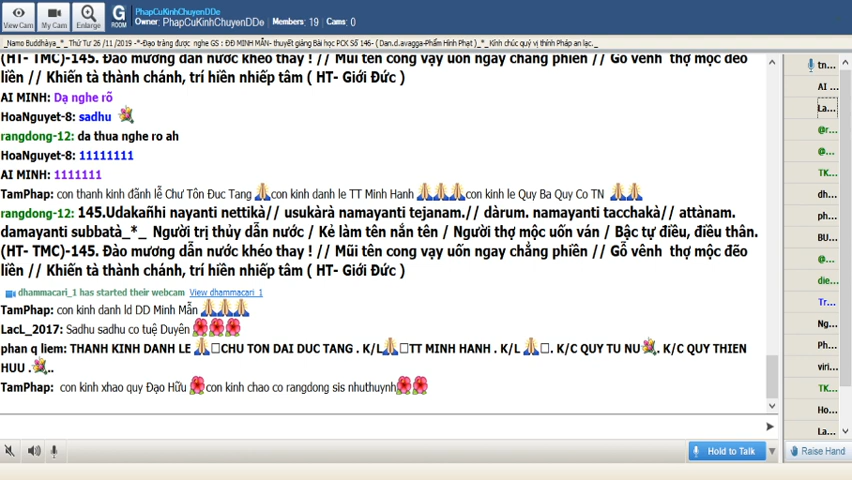 PhapCuKinhChuyenDDe
Owner: PhapCuKinhChuyenDDe Members: 19 Cams: 0
View Cam My Cam Enlarge G ROOM
_Namo Buddhàya_*_ Thứ Tư 26 /11/2019 -*-Đạo tràng được nghe GS : ĐĐ MINH MẪN- thuyết giảng Bài học PCK Số 146- ( Dan.d.avagga-Phẩm Hình Phạt )_*_ Kính chúc quý vị thính Pháp an lạc._
(HT- TMC)-145. Đào mương dẫn nước khéo thay ! // Mũi tên cong vạy uốn ngay chẳng phiền // Gỗ vênh thợ mộc đẽo
liền // Khiến tà thành chánh, trí hiền nhiếp tâm ( HT- Giới Đức )
AI MINH: Dạ nghe rõ
HoaNguyet-8: sadhu
rangdong-12: da thua nghe ro ah
HoaNguyet-8: 11111111
AI MINH: 1111111
TamPhap: con thanh kinh đãnh lễ Chư Tôn Đuc Tang con kinh danh le TT Minh Hanh con kinh le Quy Ba Quy Co TN
rangdong-12: 145.Udakañhi nayanti nettikà// usukàrà namayanti tejanam.// dàrum. namayanti tacchakà// attànam.
damayanti subbatà_*_ Người trị thủy dẫn nước / Kẻ làm tên nắn tên / Người thợ mộc uốn ván / Bậc tự điều, điều thân.
(HT- TMC)-145. Đào mương dẫn nước khéo thay ! // Mũi tên cong vạy uốn ngay chẳng phiền // Gỗ vênh thợ mộc đẽo
liền // Khiến tà thành chánh, trí hiền nhiếp tâm ( HT- Giới Đức )
dhammacari_1 has started their webcam View dhammacari_1
TamPhap: con kinh danh ld DD Minh Mẫn
LacL_2017: Sadhu sadhu co tuệ Duyên
phan q liem: THANH KINH DANH LE CHU TON DAI DUC TANG . K/L TT MINH HANH . K/L . K/C QUY TU NU . K/C QUY THIEN
HUU . ..
TamPhap: con kinh xhao quy Đạo Hữu con kinh chao co rangdong sis nhuthuynh
tn...
AI ...
La...
@r...
@...
TK...
dh...
ph...
BU...
@...
die...
Tr...
Ng...
Ph...
viri...
TK...
Ho...
La...
Hold to Talk Raise Hand